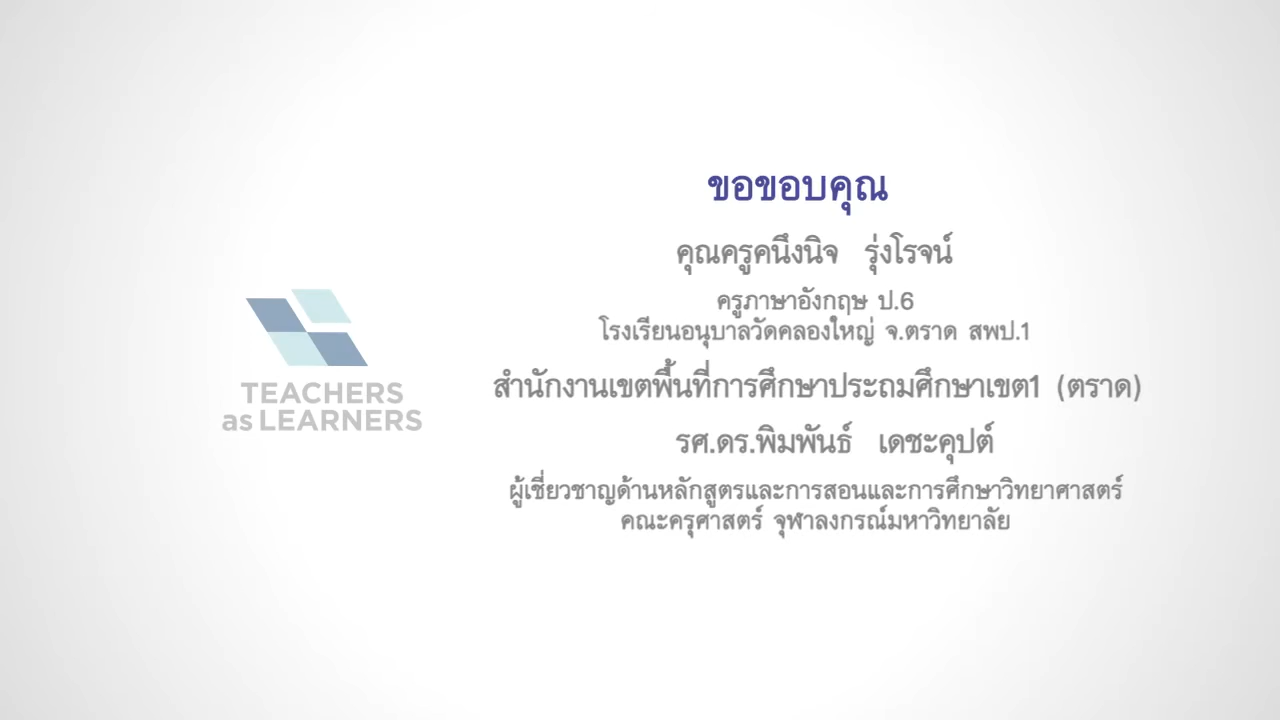 ขอขอบคุณ
คุณครูคนึงนิจ รุ่งโรจน์
ครูภาษาอังกฤษ ป.6
โรงเรียนอนุบาลวัดคลองใหญ่ จ.ตราด สพป.1
สำนักงานเขตพื้นที่การศึกษาประถมศึกษาเขต1 (ตราด)
รศ.ดร.พิมพันธ์ เดชะคุปต์
ผู้เชี่ยวชาญด้านหลักสูตรและการสอนและการศึกษาวิทยาศาสตร์
คณะครุศาสตร์ จุฬาลงกรณ์มหาวิทยาลัย
TEACHERS
as LEARNERS